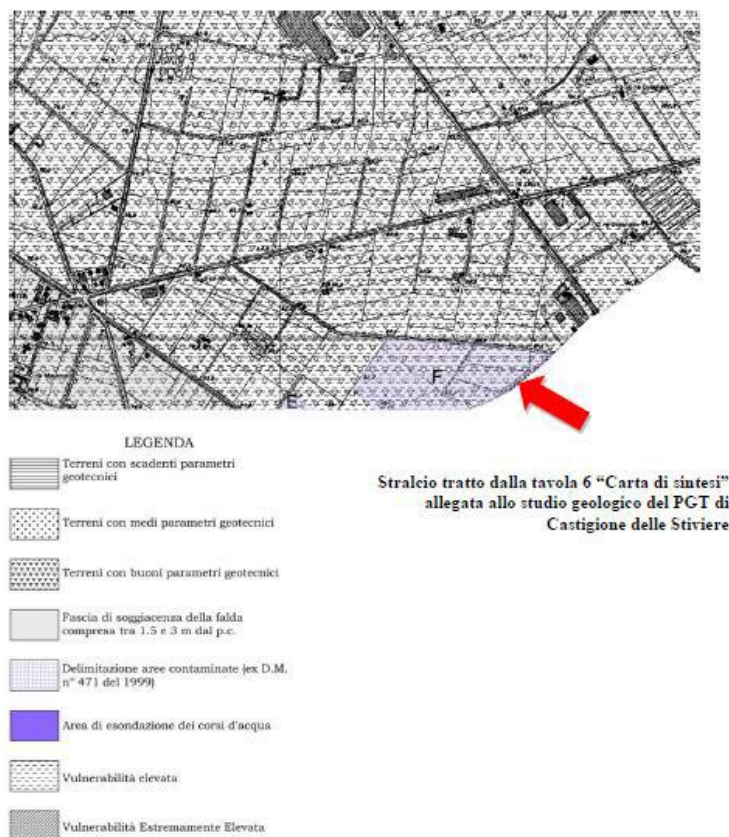 F
E
LEGENDA
Terreni con scadenti parametri
geotecnici
Stralcio tratto dalla tavola 6 “Carta di sintesi”
allegata allo studio geologico del PGT di
Castigione delle Stiviere
Terreni con medi parametri geotecnici
Terreni con buoni parametri geotecnici
Fascia di soggiacenza della falda
compresa tra 1.5 e 3 m dal p.c.
Delimitazione aree contaminate (ex D.M.
n° 471 del 1999)
Area di esondazione dei corsi d'acqua
Vulnerabilità elevata
Vulnerabilità Estremamente Elevata